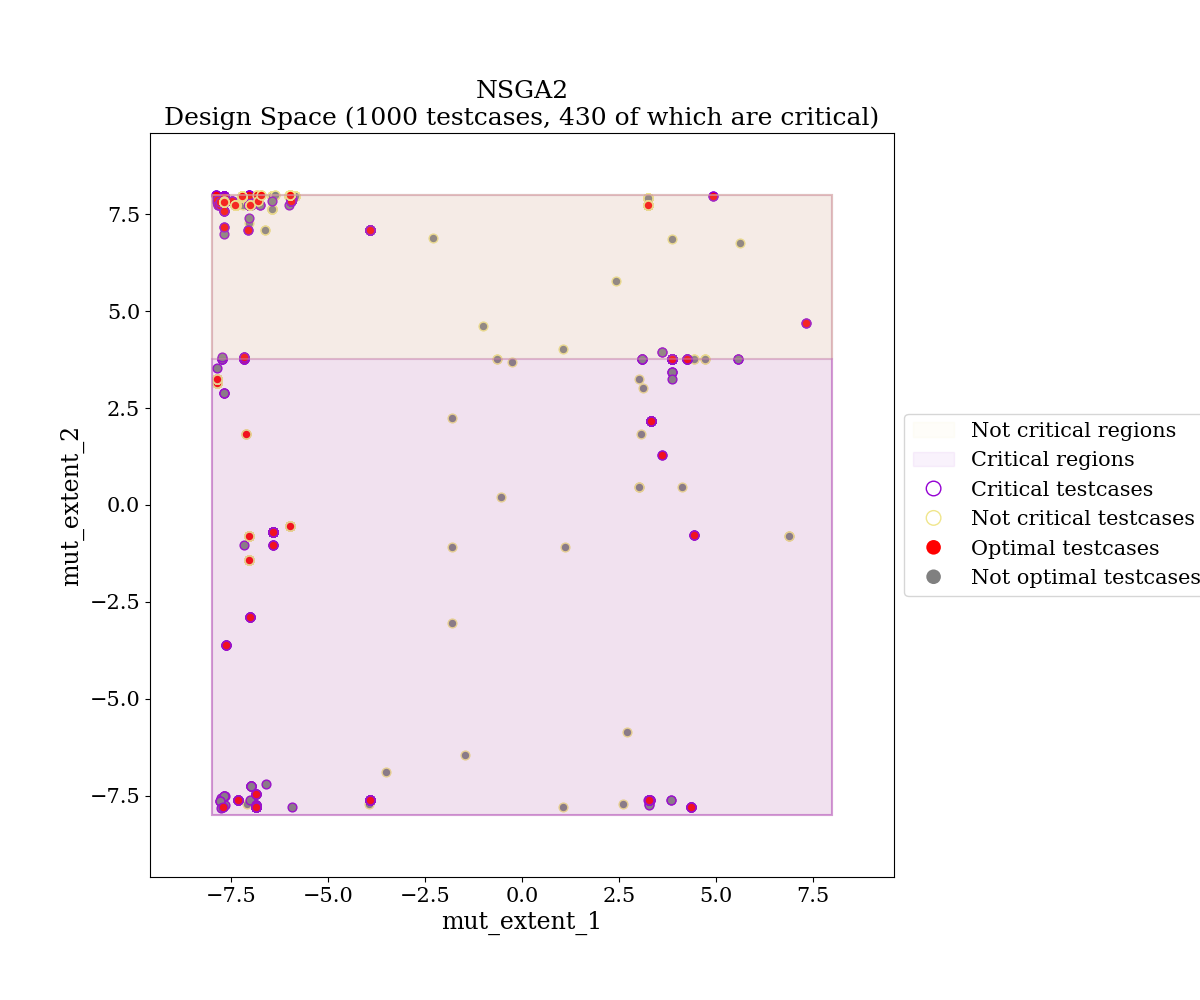 NSGA2
Design Space (1000 testcases, 430 of which are critical)
7.5
5.0
2.5
0.0
−2.5
−5.0
−7.5
mut_extent_2
−7.5
−5.0
−2.5
0.0
2.5
5.0
7.5
mut_extent_1
Not critical regions
Critical regions
Critical testcases
Not critical testcases
Optimal testcases
Not optimal testcases